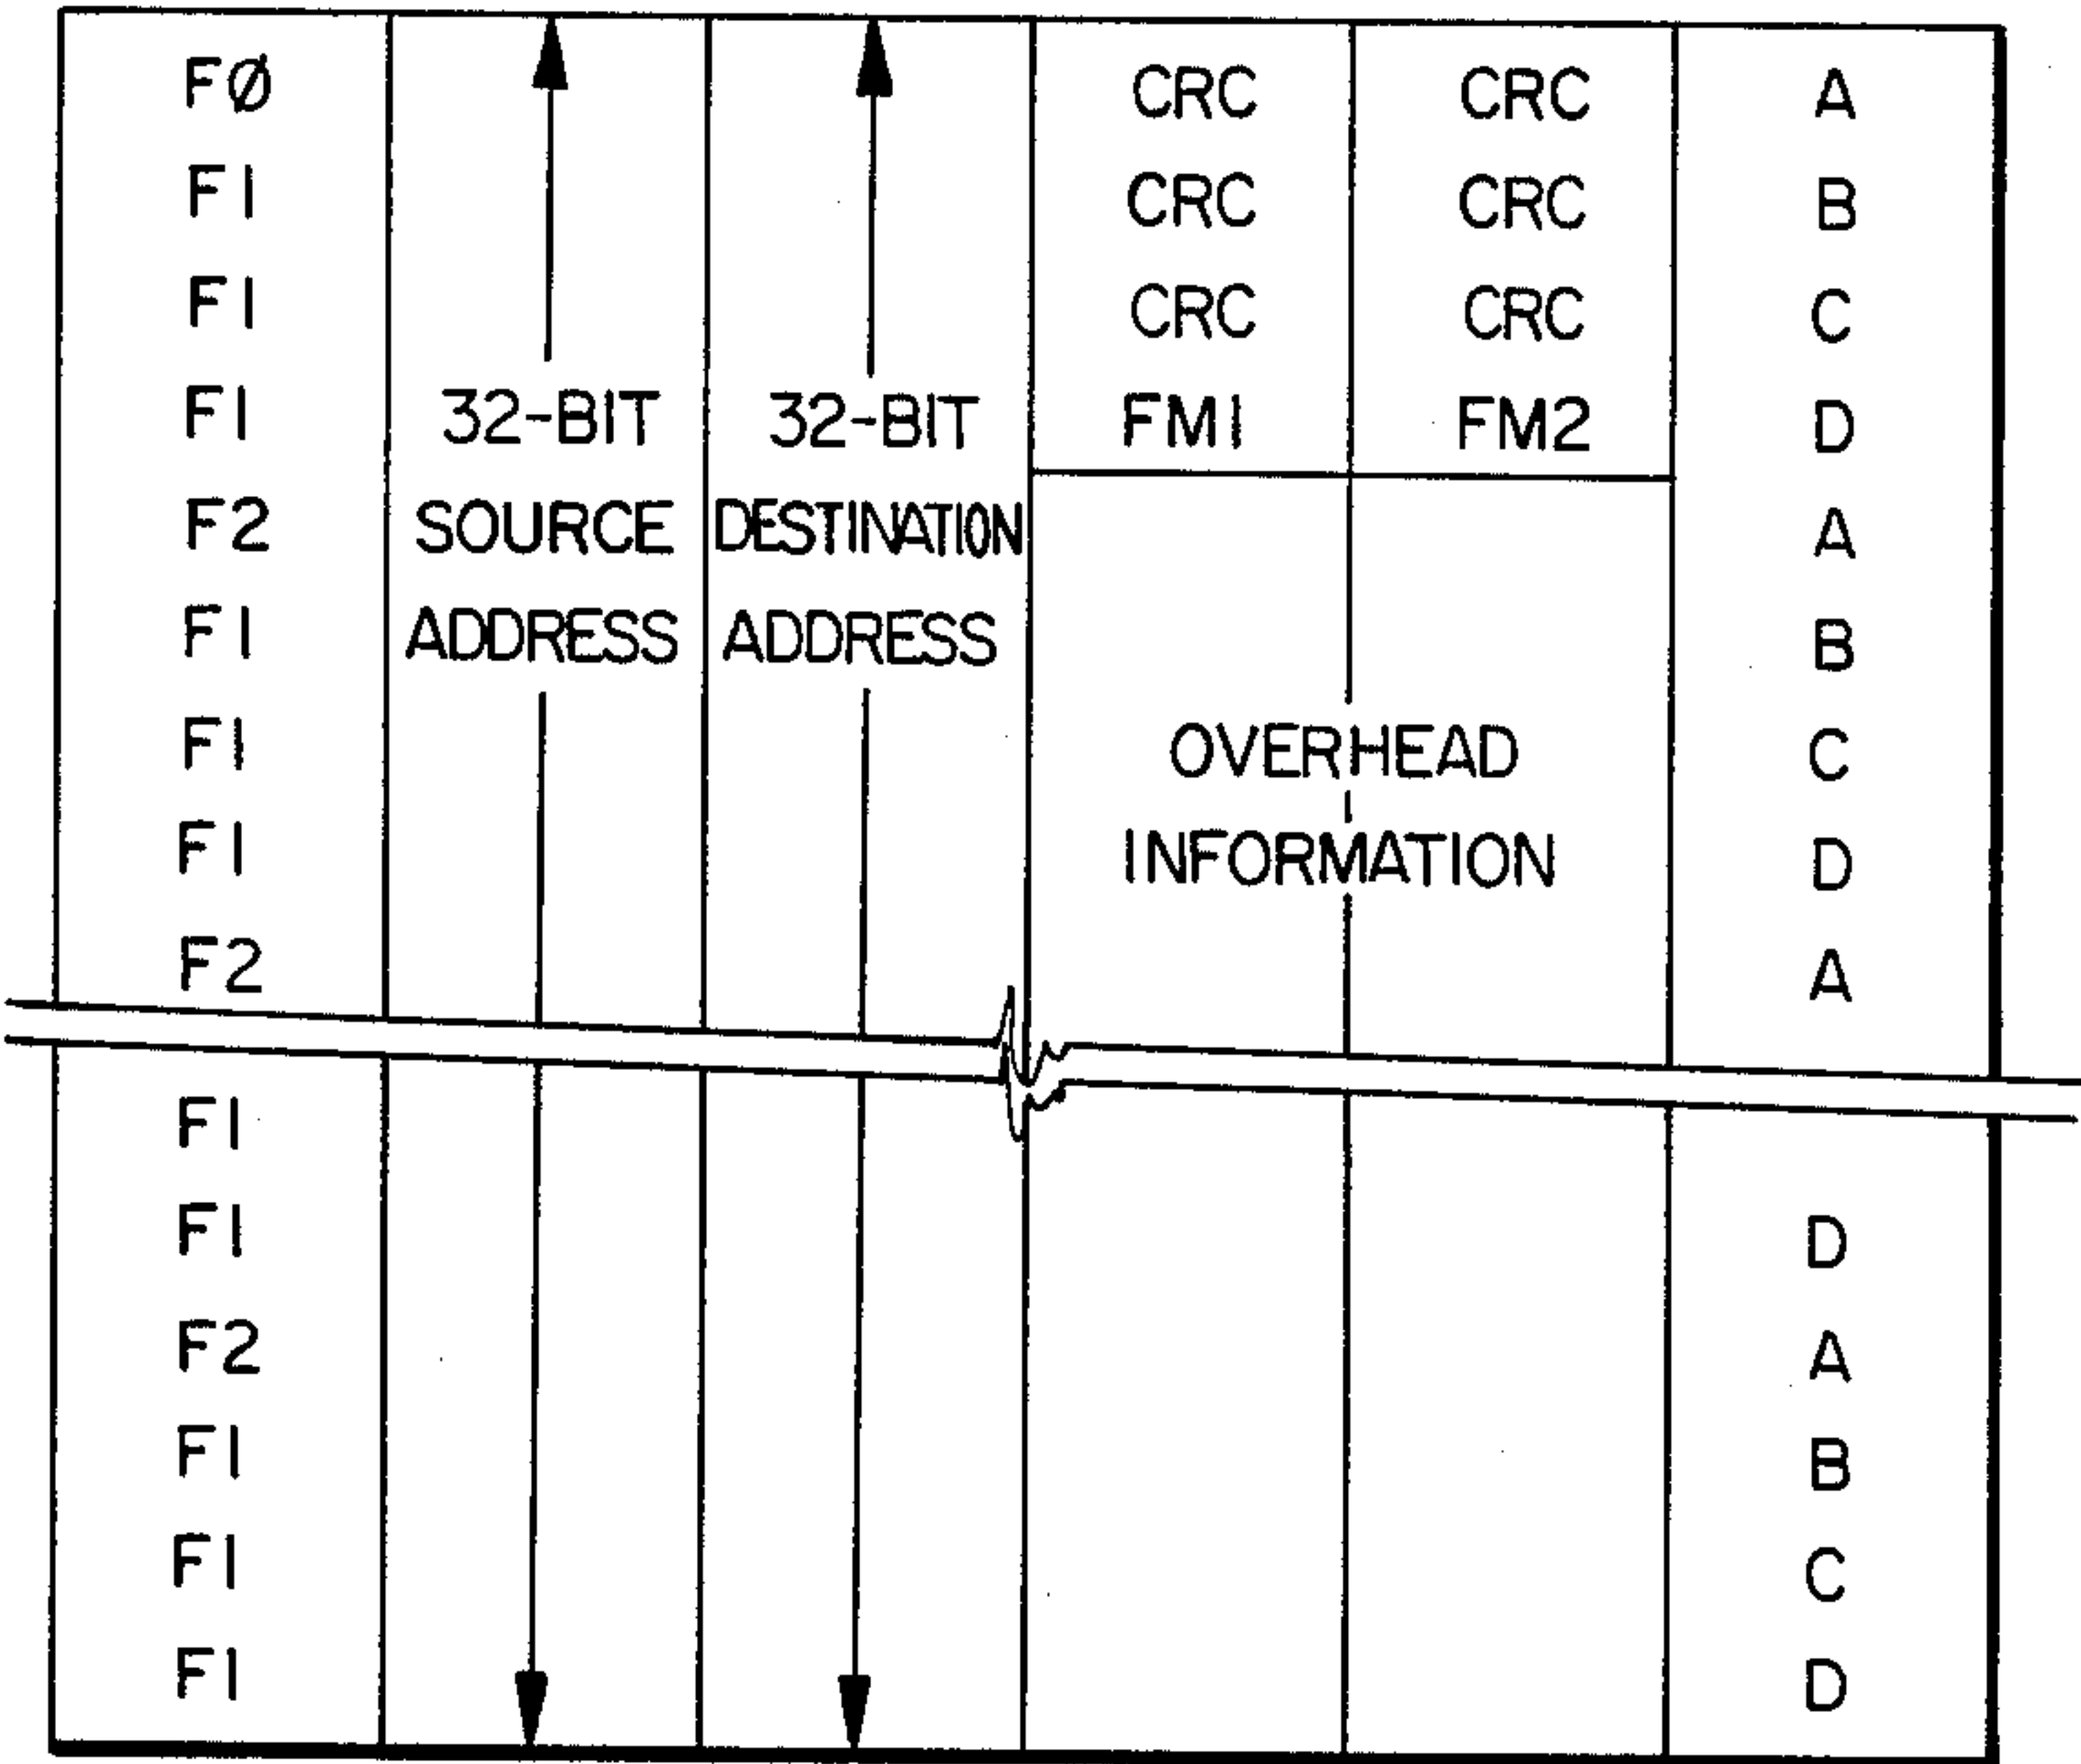 FØ CRC CRC A
F1 CRC CRC B
F1 CRC CRC C
F1 32-BIT 32-BIT FM1 FM2 D
F2 SOURCE DESTINATION A
F1 ADDRESS ADDRESS B
F1 OVERHEAD C
F1 INFORMATION D
F2 A
F1
F1 D
F2 A
F1 B
F1 C
F1 D